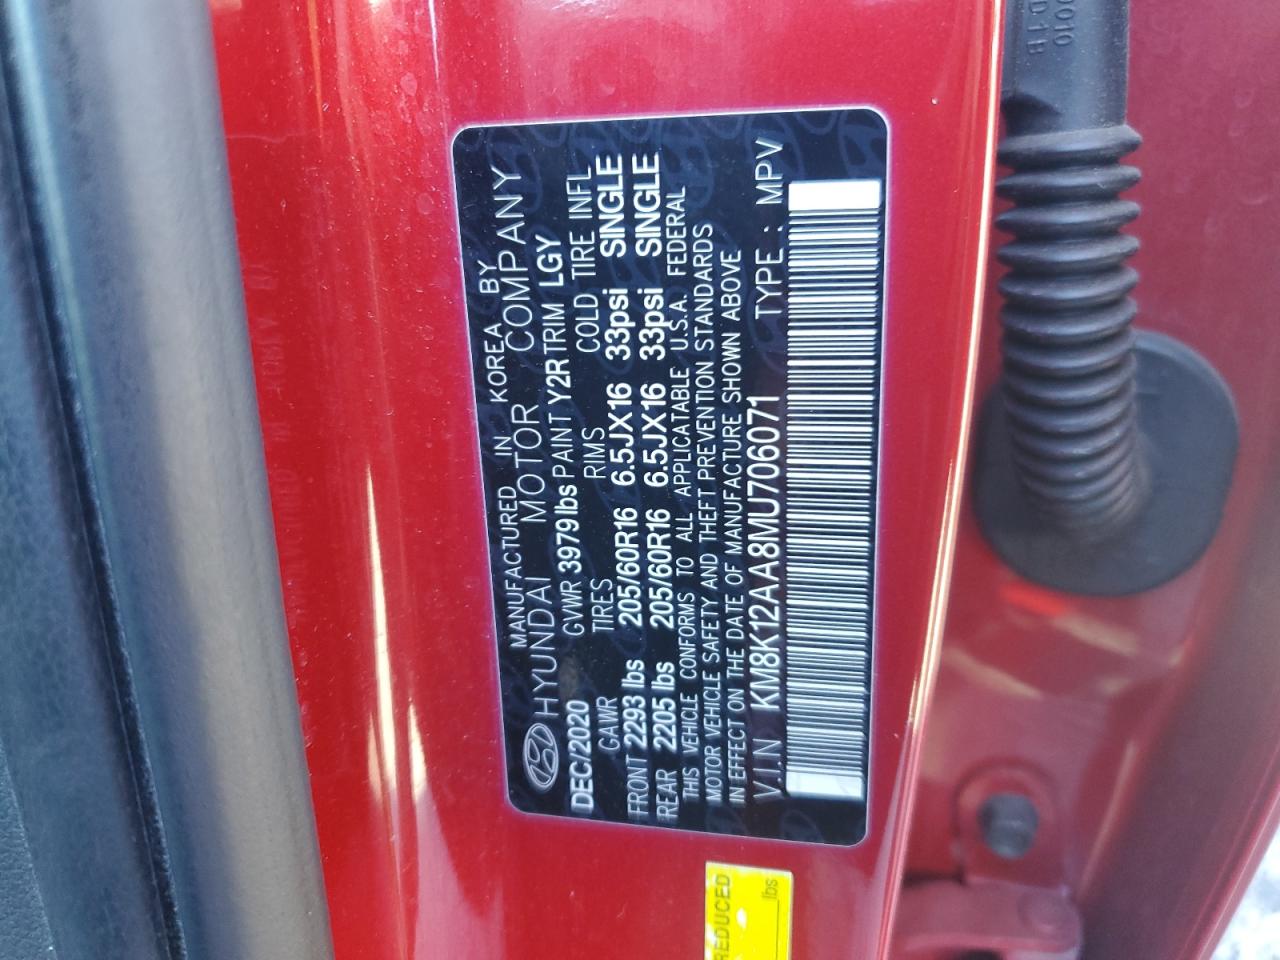 MANUFACTURED IN KOREA BY
HYUNDAI MOTOR COMPANY
DEC/2020 GVWR 3979lbs PAINT Y2R TRIM LGY
GAWR TIRES RIMS COLD TIRE INFL
FRONT 2293 lbs 205/60R16 6.5JX16 33psi SINGLE
REAR 2205 lbs 205/60R16 6.5JX16 33psi SINGLE
THIS VEHICLE CONFORMS TO ALL APPLICATABLE U.S.A. FEDERAL
MOTOR VEHICLE SAFETY AND THEFT PREVENTION STANDARDS
IN EFFECT ON THE DATE OF MANUFACTURE SHOWN ABOVE
V.I.N KM8K12AA8MU706071 TYPE : MPV
REDUCED
lbs